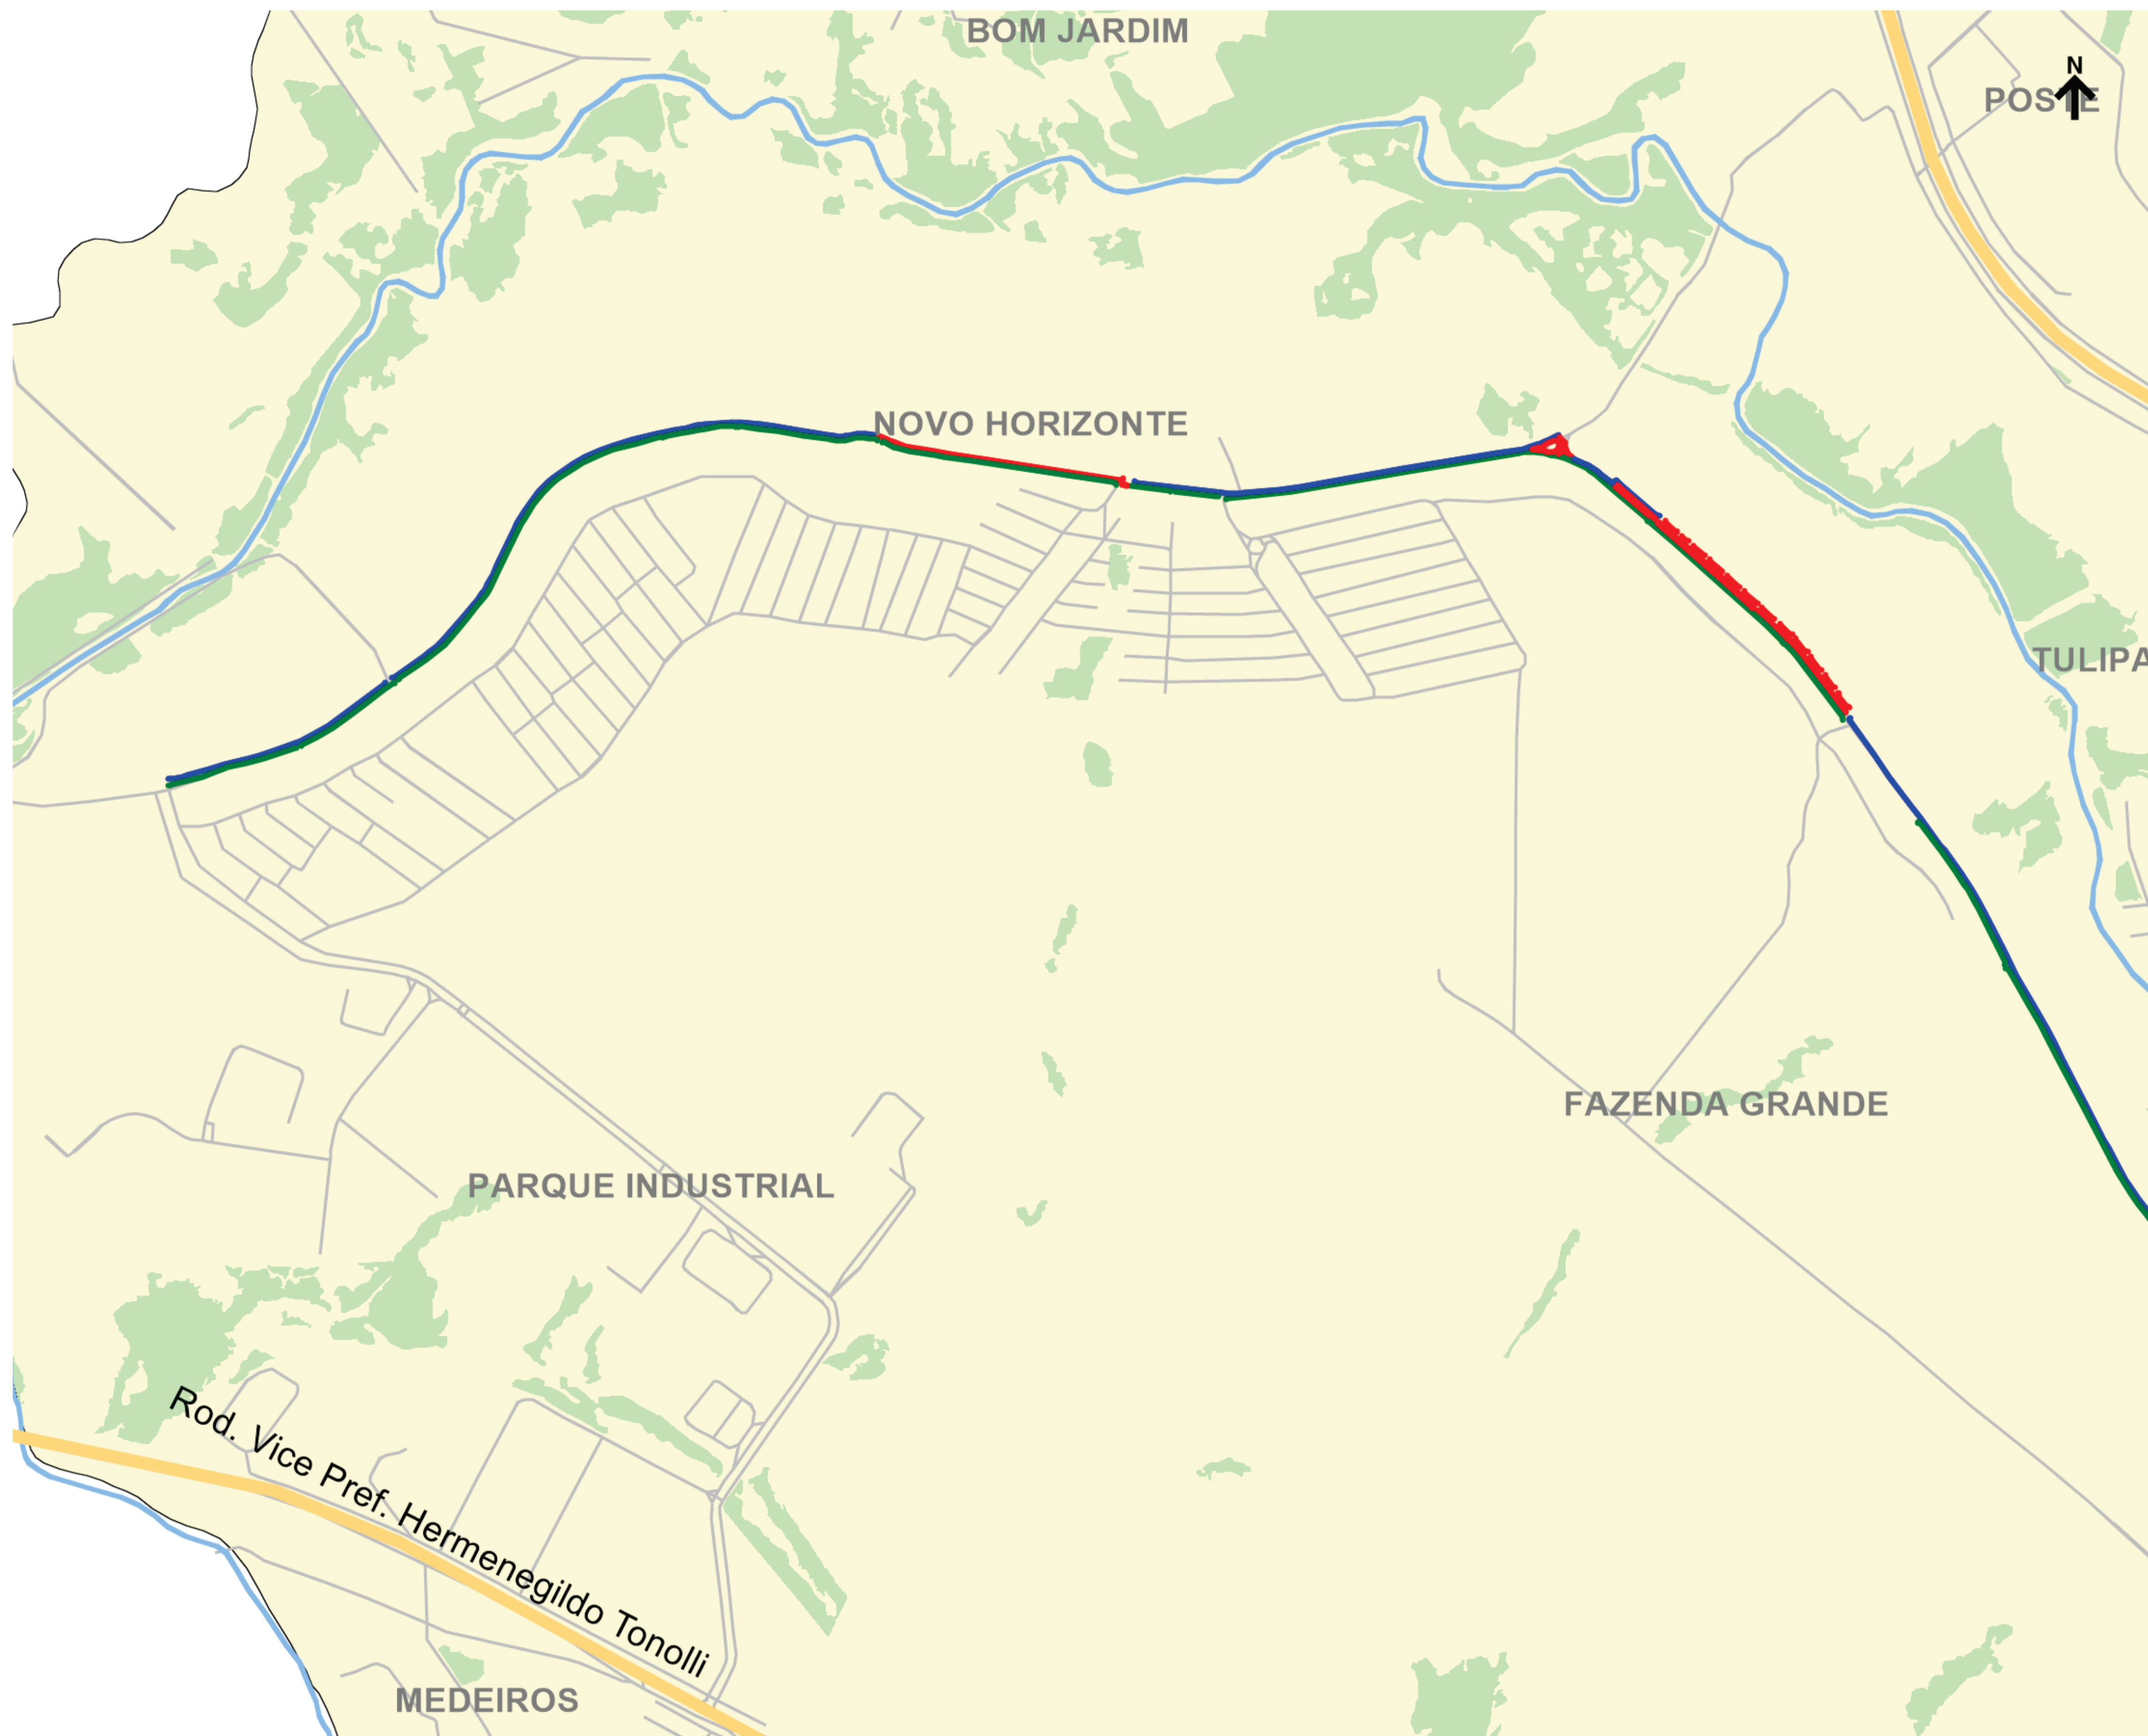 BOM JARDIM
N
POSTE
NOVO HORIZONTE
TULIPA
FAZENDA GRANDE
PARQUE INDUSTRIAL
Rod. Vice Pref. Hermenegildo Tonolli
MEDEIROS